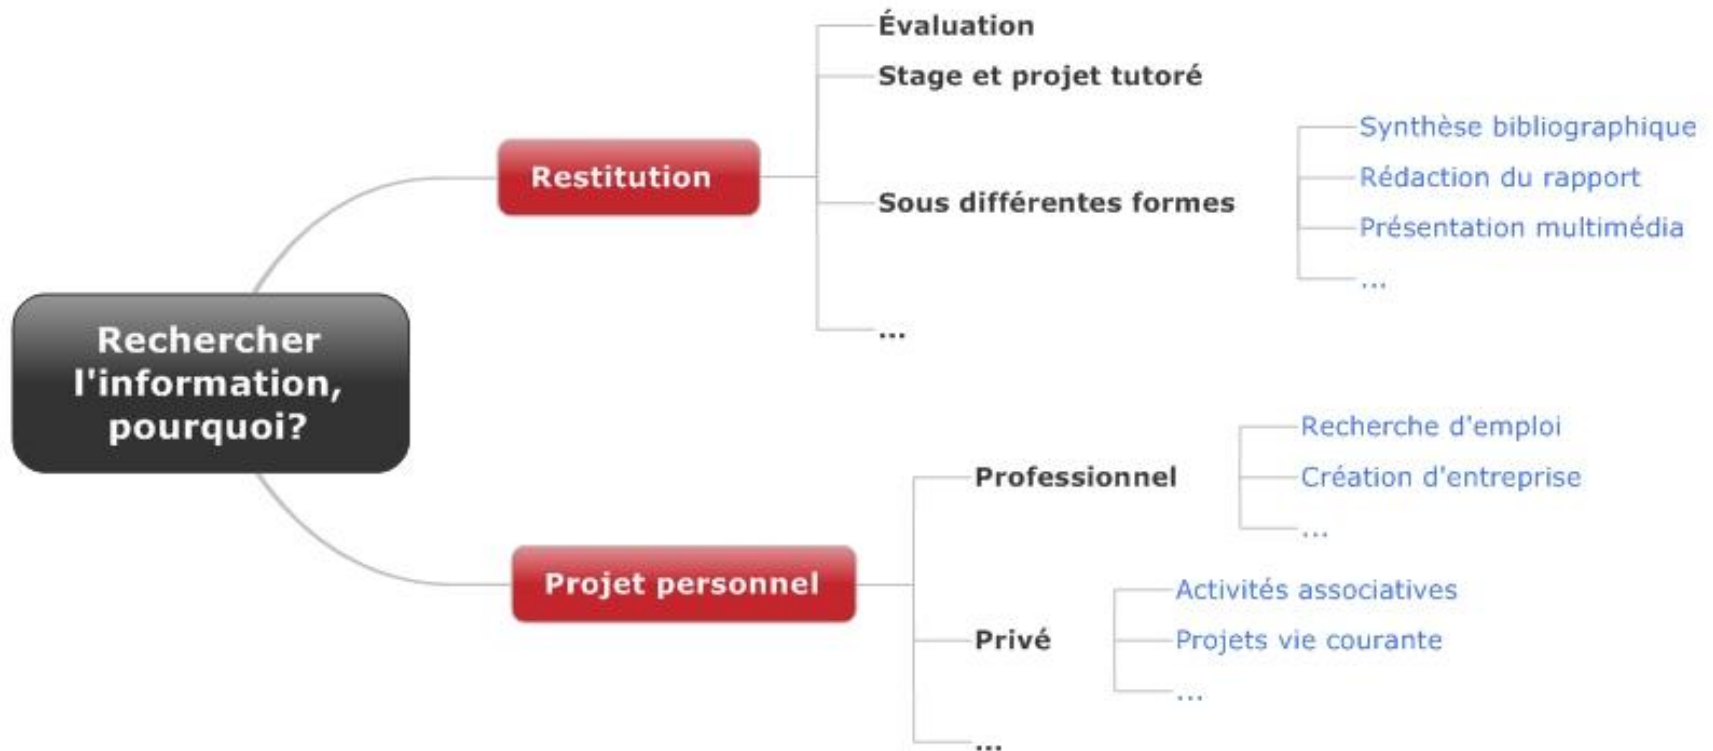 Rechercher
l'information,
pourquoi?
Restitution
Évaluation
Stage et projet tutoré
Sous différentes formes
Synthèse bibliographique
Rédaction du rapport
Présentation multimédia
...
...
Projet personnel
Professionnel
Recherche d'emploi
Création d'entreprise
...
Privé
Activités associatives
Projets vie courante
...
...